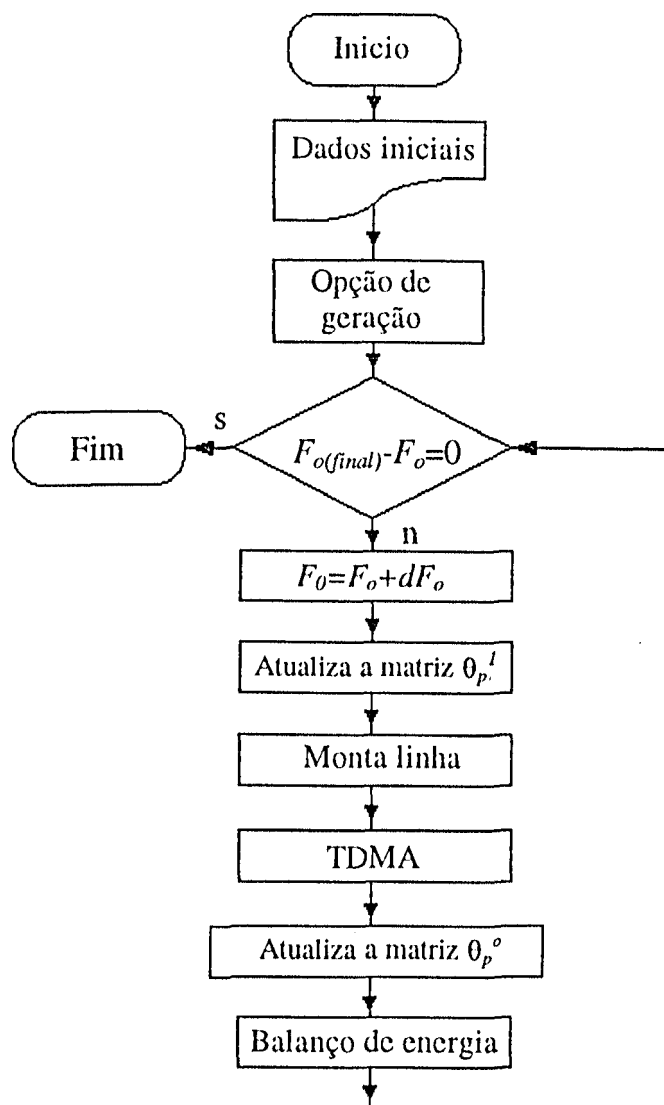 Inicio
Dados iniciais
Opção de
geração
s
Fim
F_{o(final)}-F_o=0
n
F_0=F_o+dF_o
Atualiza a matriz θ_p^1
Monta linha
TDMA
Atualiza a matriz θ_p^o
Balanço de energia